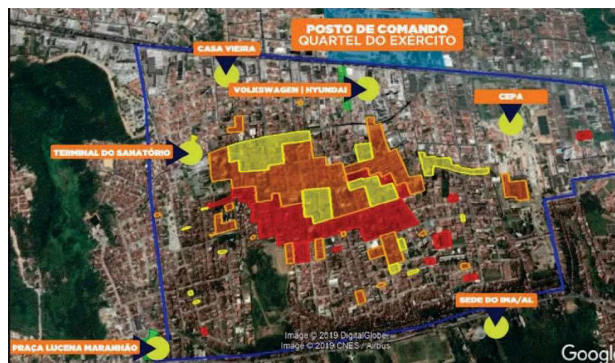 POSTO DE COMANDO
QUARTEL DO EXÉRCITO
CASA VIEIRA
VOLKSWAGEN | HYUNDAI
CEPA
TERMINAL DO SANATÓRIO
SEDE DO IMA/AL
PRAÇA LUCENA MARANHÃO
Image © 2019 DigitalGlobe
Image © 2019 CNES / Airbus
Goog